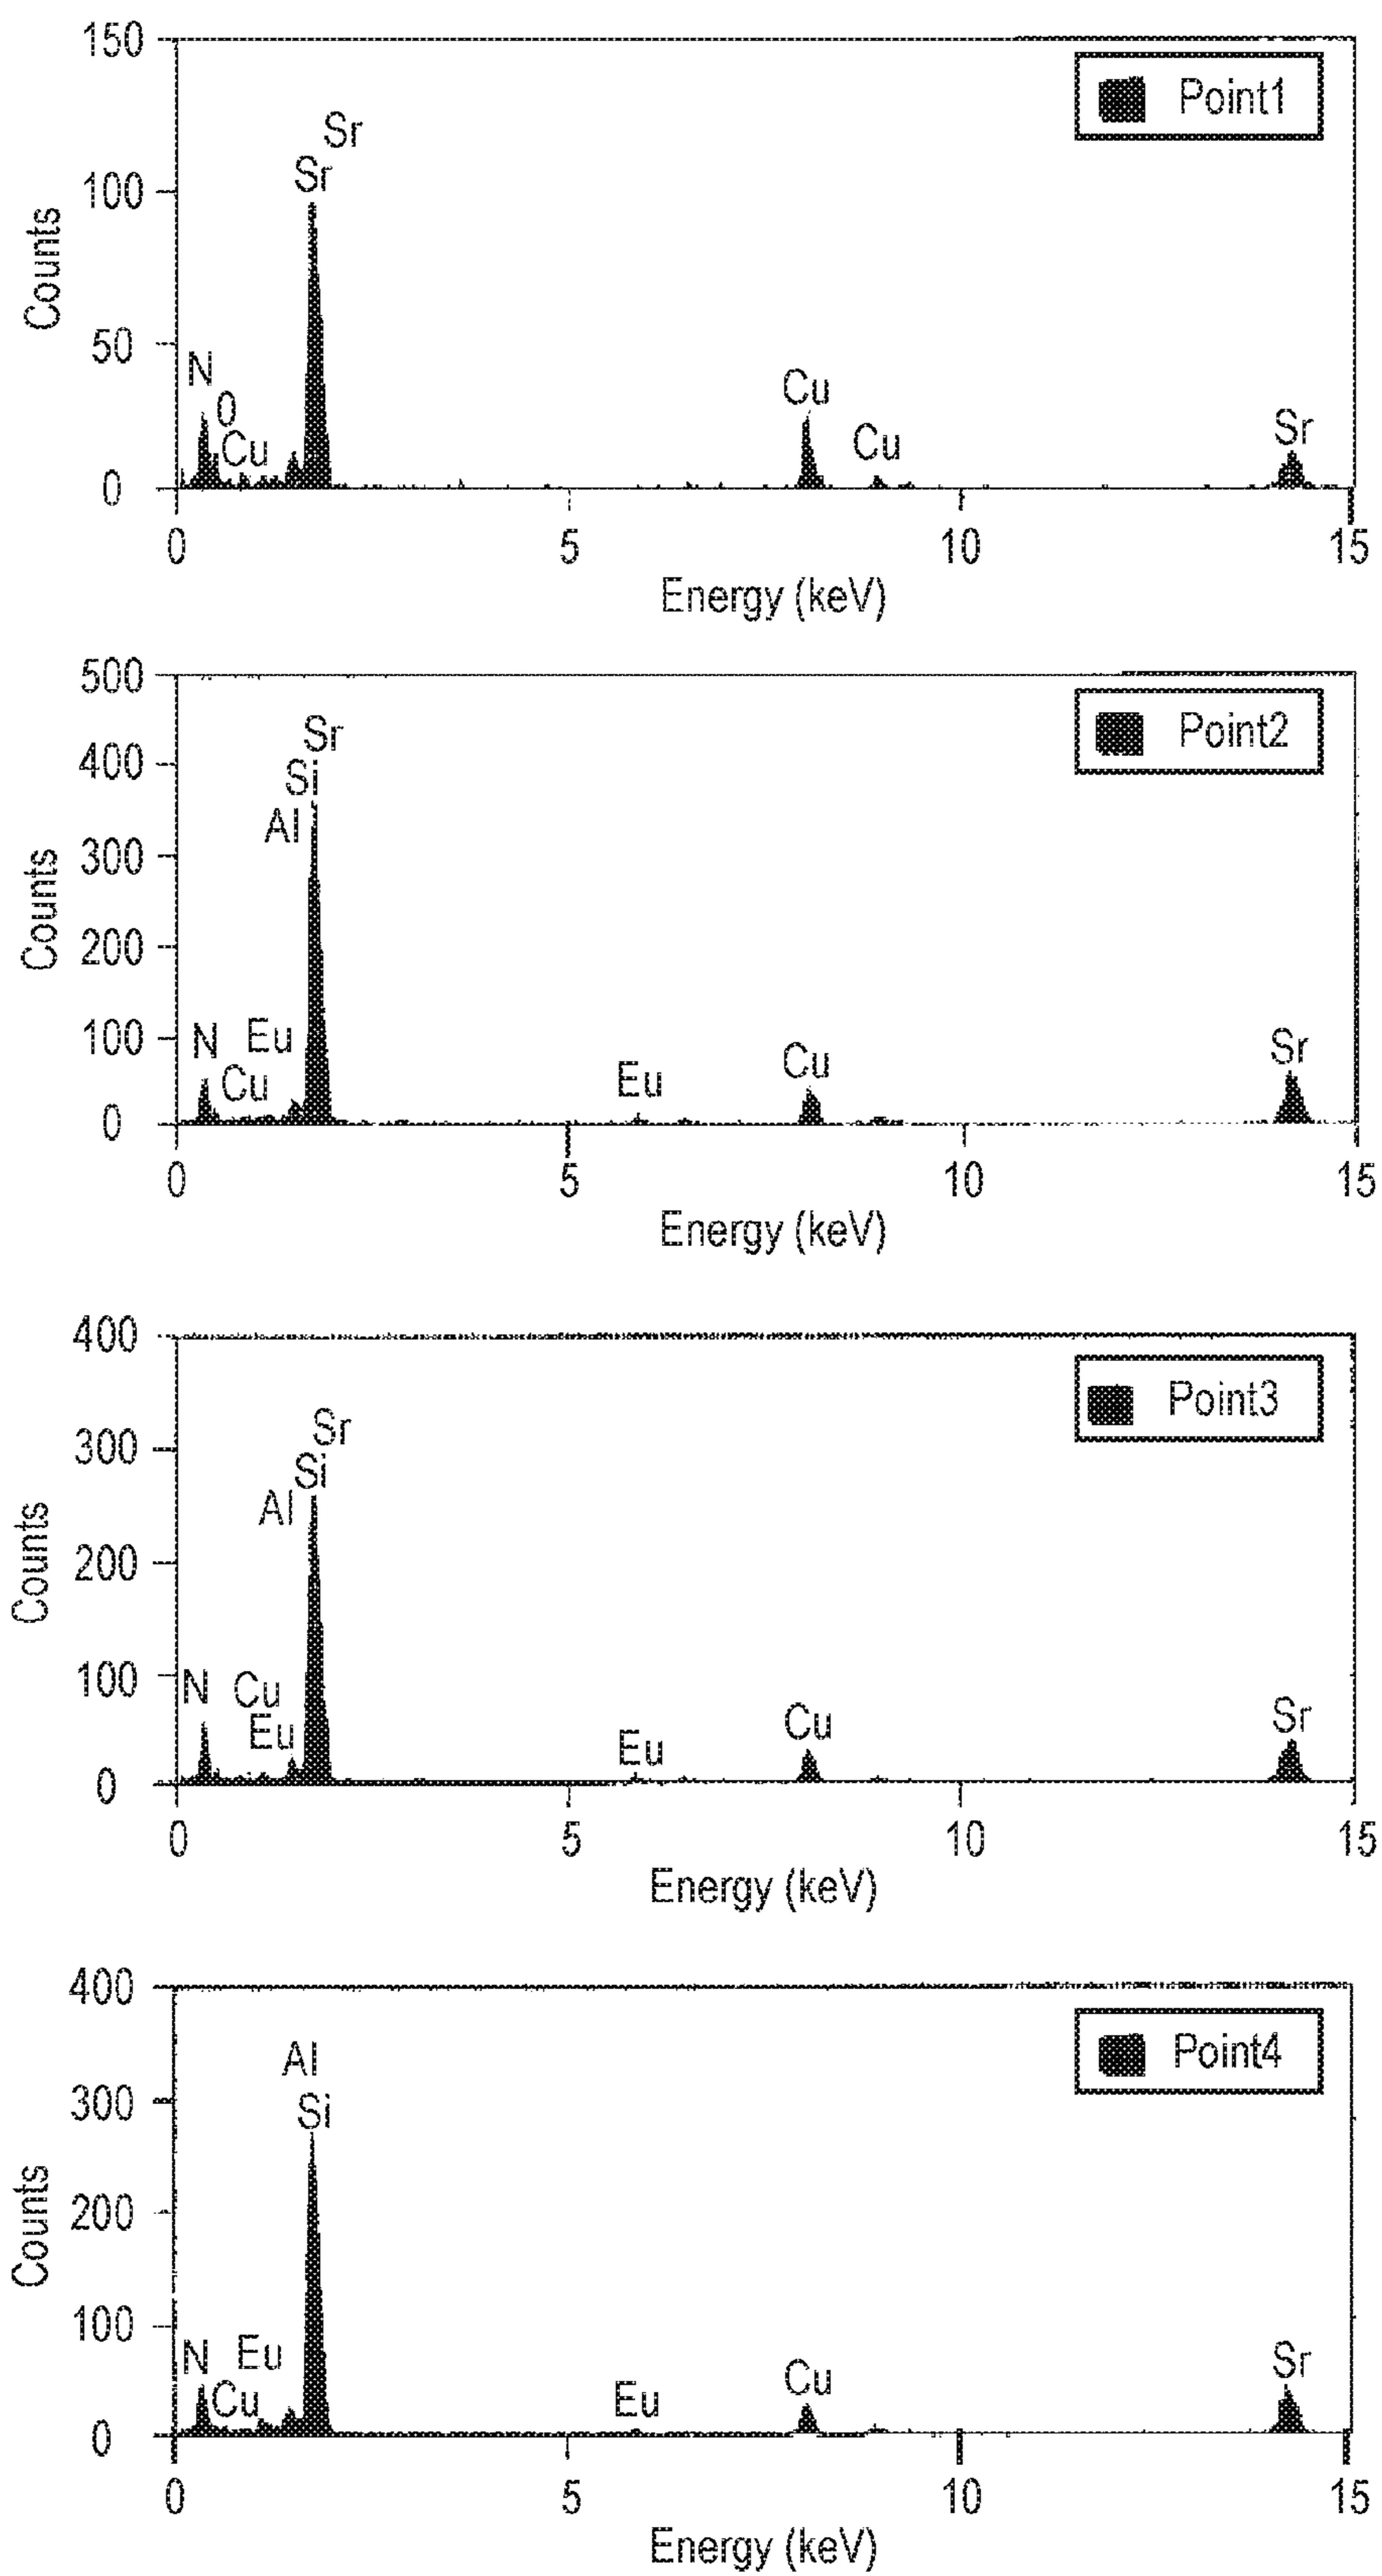 150
Point1
Sr
Sr
100
Counts
50
N
0
Cu
Cu
Cu
Sr
0
0 5 10 15
Energy (keV)
500
Point2
Sr
400
Si
Al
300
Counts
200
100
N
Eu
Cu
Eu
Cu
Sr
0
0 5 10 15
Energy (keV)
400
Point3
Sr
300
Si
Al
Counts
200
100
N
Cu
Eu
Eu
Cu
Sr
0
0 5 10 15
Energy (keV)
400
Point4
Al
300
Si
Counts
200
100
N
Eu
Cu
Eu
Cu
Sr
0
0 5 10 15
Energy (keV)